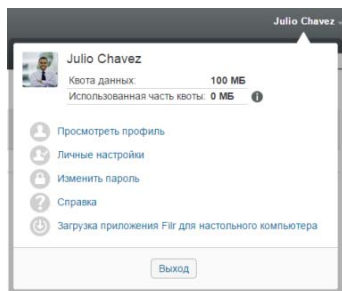 Julio Chavez
Julio Chavez
Квота данных: 100 МБ
Использованная часть квоты: 0 МБ
Просмотреть профиль
Личные настройки
Изменить пароль
Справка
Загрузка приложения Filr для настольного компьютера
Выход